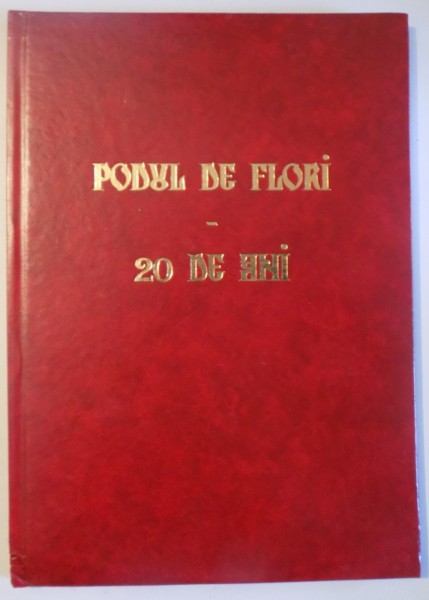 PODUL DE FLORI
–
20 DE ANI